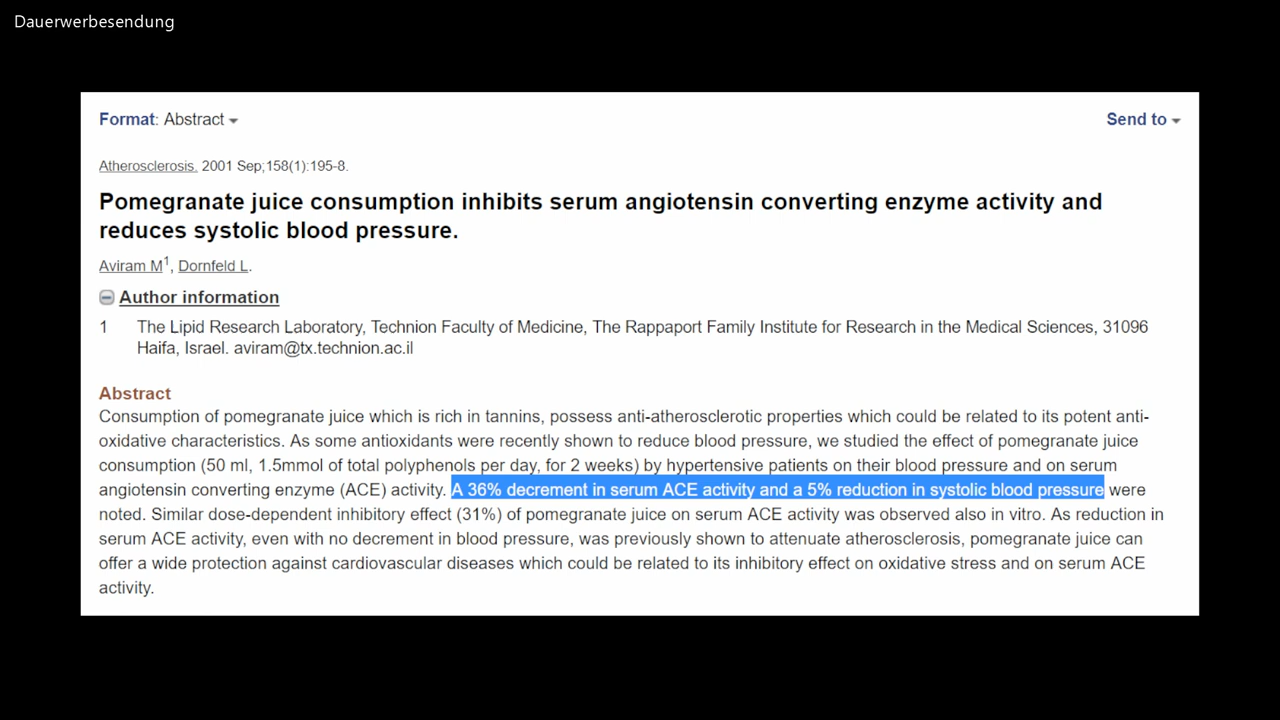 Dauerwerbesendung
Format: Abstract
Send to
Atherosclerosis. 2001 Sep;158(1):195-8.
Pomegranate juice consumption inhibits serum angiotensin converting enzyme activity and
reduces systolic blood pressure.
Aviram M1, Dornfeld L.
Author information
1 The Lipid Research Laboratory, Technion Faculty of Medicine, The Rappaport Family Institute for Research in the Medical Sciences, 31096
Haifa, Israel. aviram@tx.technion.ac.il
Abstract
Consumption of pomegranate juice which is rich in tannins, possess anti-atherosclerotic properties which could be related to its potent anti-
oxidative characteristics. As some antioxidants were recently shown to reduce blood pressure, we studied the effect of pomegranate juice
consumption (50 ml, 1.5mmol of total polyphenols per day, for 2 weeks) by hypertensive patients on their blood pressure and on serum
angiotensin converting enzyme (ACE) activity. A 36% decrement in serum ACE activity and a 5% reduction in systolic blood pressure were
noted. Similar dose-dependent inhibitory effect (31%) of pomegranate juice on serum ACE activity was observed also in vitro. As reduction in
serum ACE activity, even with no decrement in blood pressure, was previously shown to attenuate atherosclerosis, pomegranate juice can
offer a wide protection against cardiovascular diseases which could be related to its inhibitory effect on oxidative stress and on serum ACE
activity.